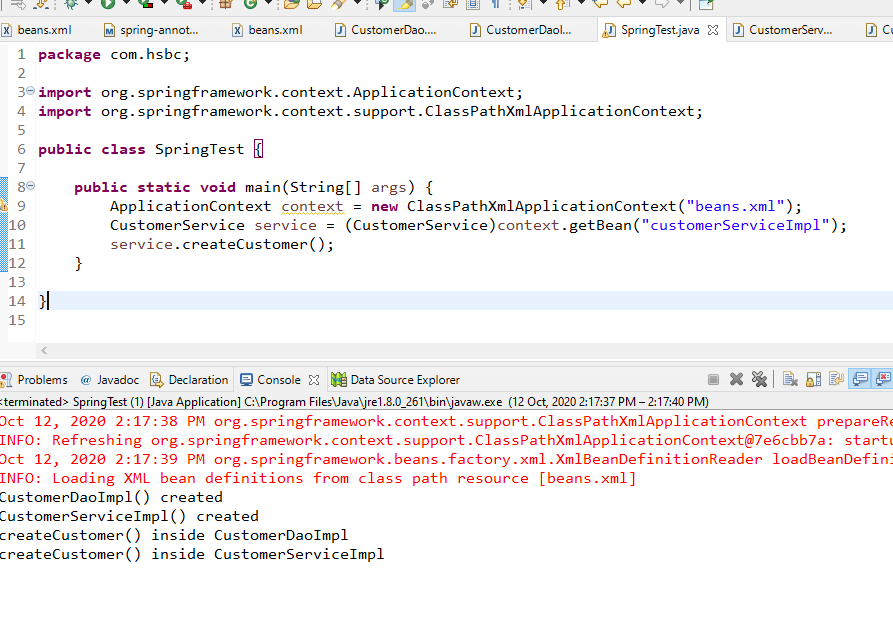 beans.xml spring-annot... beans.xml CustomerDao.... CustomerDaoI... SpringTest.java CustomerServ...
1 package com.hsbc;
2
3 import org.springframework.context.ApplicationContext;
4 import org.springframework.context.support.ClassPathXmlApplicationContext;
5
6 public class SpringTest {
7
8 public static void main(String[] args) {
9 ApplicationContext context = new ClassPathXmlApplicationContext("beans.xml");
10 CustomerService service = (CustomerService)context.getBean("customerServiceImpl");
11 service.createCustomer();
12 }
13
14 }
15
Problems @ Javadoc Declaration Console Data Source Explorer
<terminated> SpringTest (1) [Java Application] C:\Program Files\Java\jre1.8.0_261\bin\javaw.exe (12 Oct, 2020 2:17:37 PM – 2:17:40 PM)
Oct 12, 2020 2:17:38 PM org.springframework.context.support.ClassPathXmlApplicationContext prepareRe
INFO: Refreshing org.springframework.context.support.ClassPathXmlApplicationContext@7e6cbb7a: startu
Oct 12, 2020 2:17:39 PM org.springframework.beans.factory.xml.XmlBeanDefinitionReader loadBeanDefini
INFO: Loading XML bean definitions from class path resource [beans.xml]
CustomerDaoImpl() created
CustomerServiceImpl() created
createCustomer() inside CustomerDaoImpl
createCustomer() inside CustomerServiceImpl